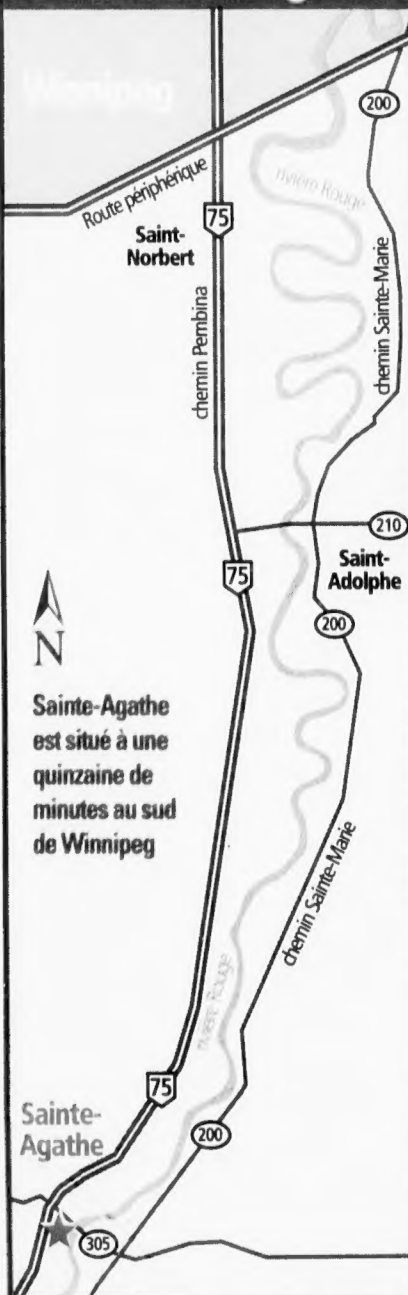 Winnipeg
200
Route périphérique
rivière Rouge
75
Saint-
Norbert
chemin Pembina
chemin Sainte-Marie
210
75
Saint-
Adolphe
200
N
Sainte-Agathe
est situé à une
quinzaine de
minutes au sud
de Winnipeg
chemin Sainte-Marie
rivière Rouge
75
Sainte-
Agathe
200
305